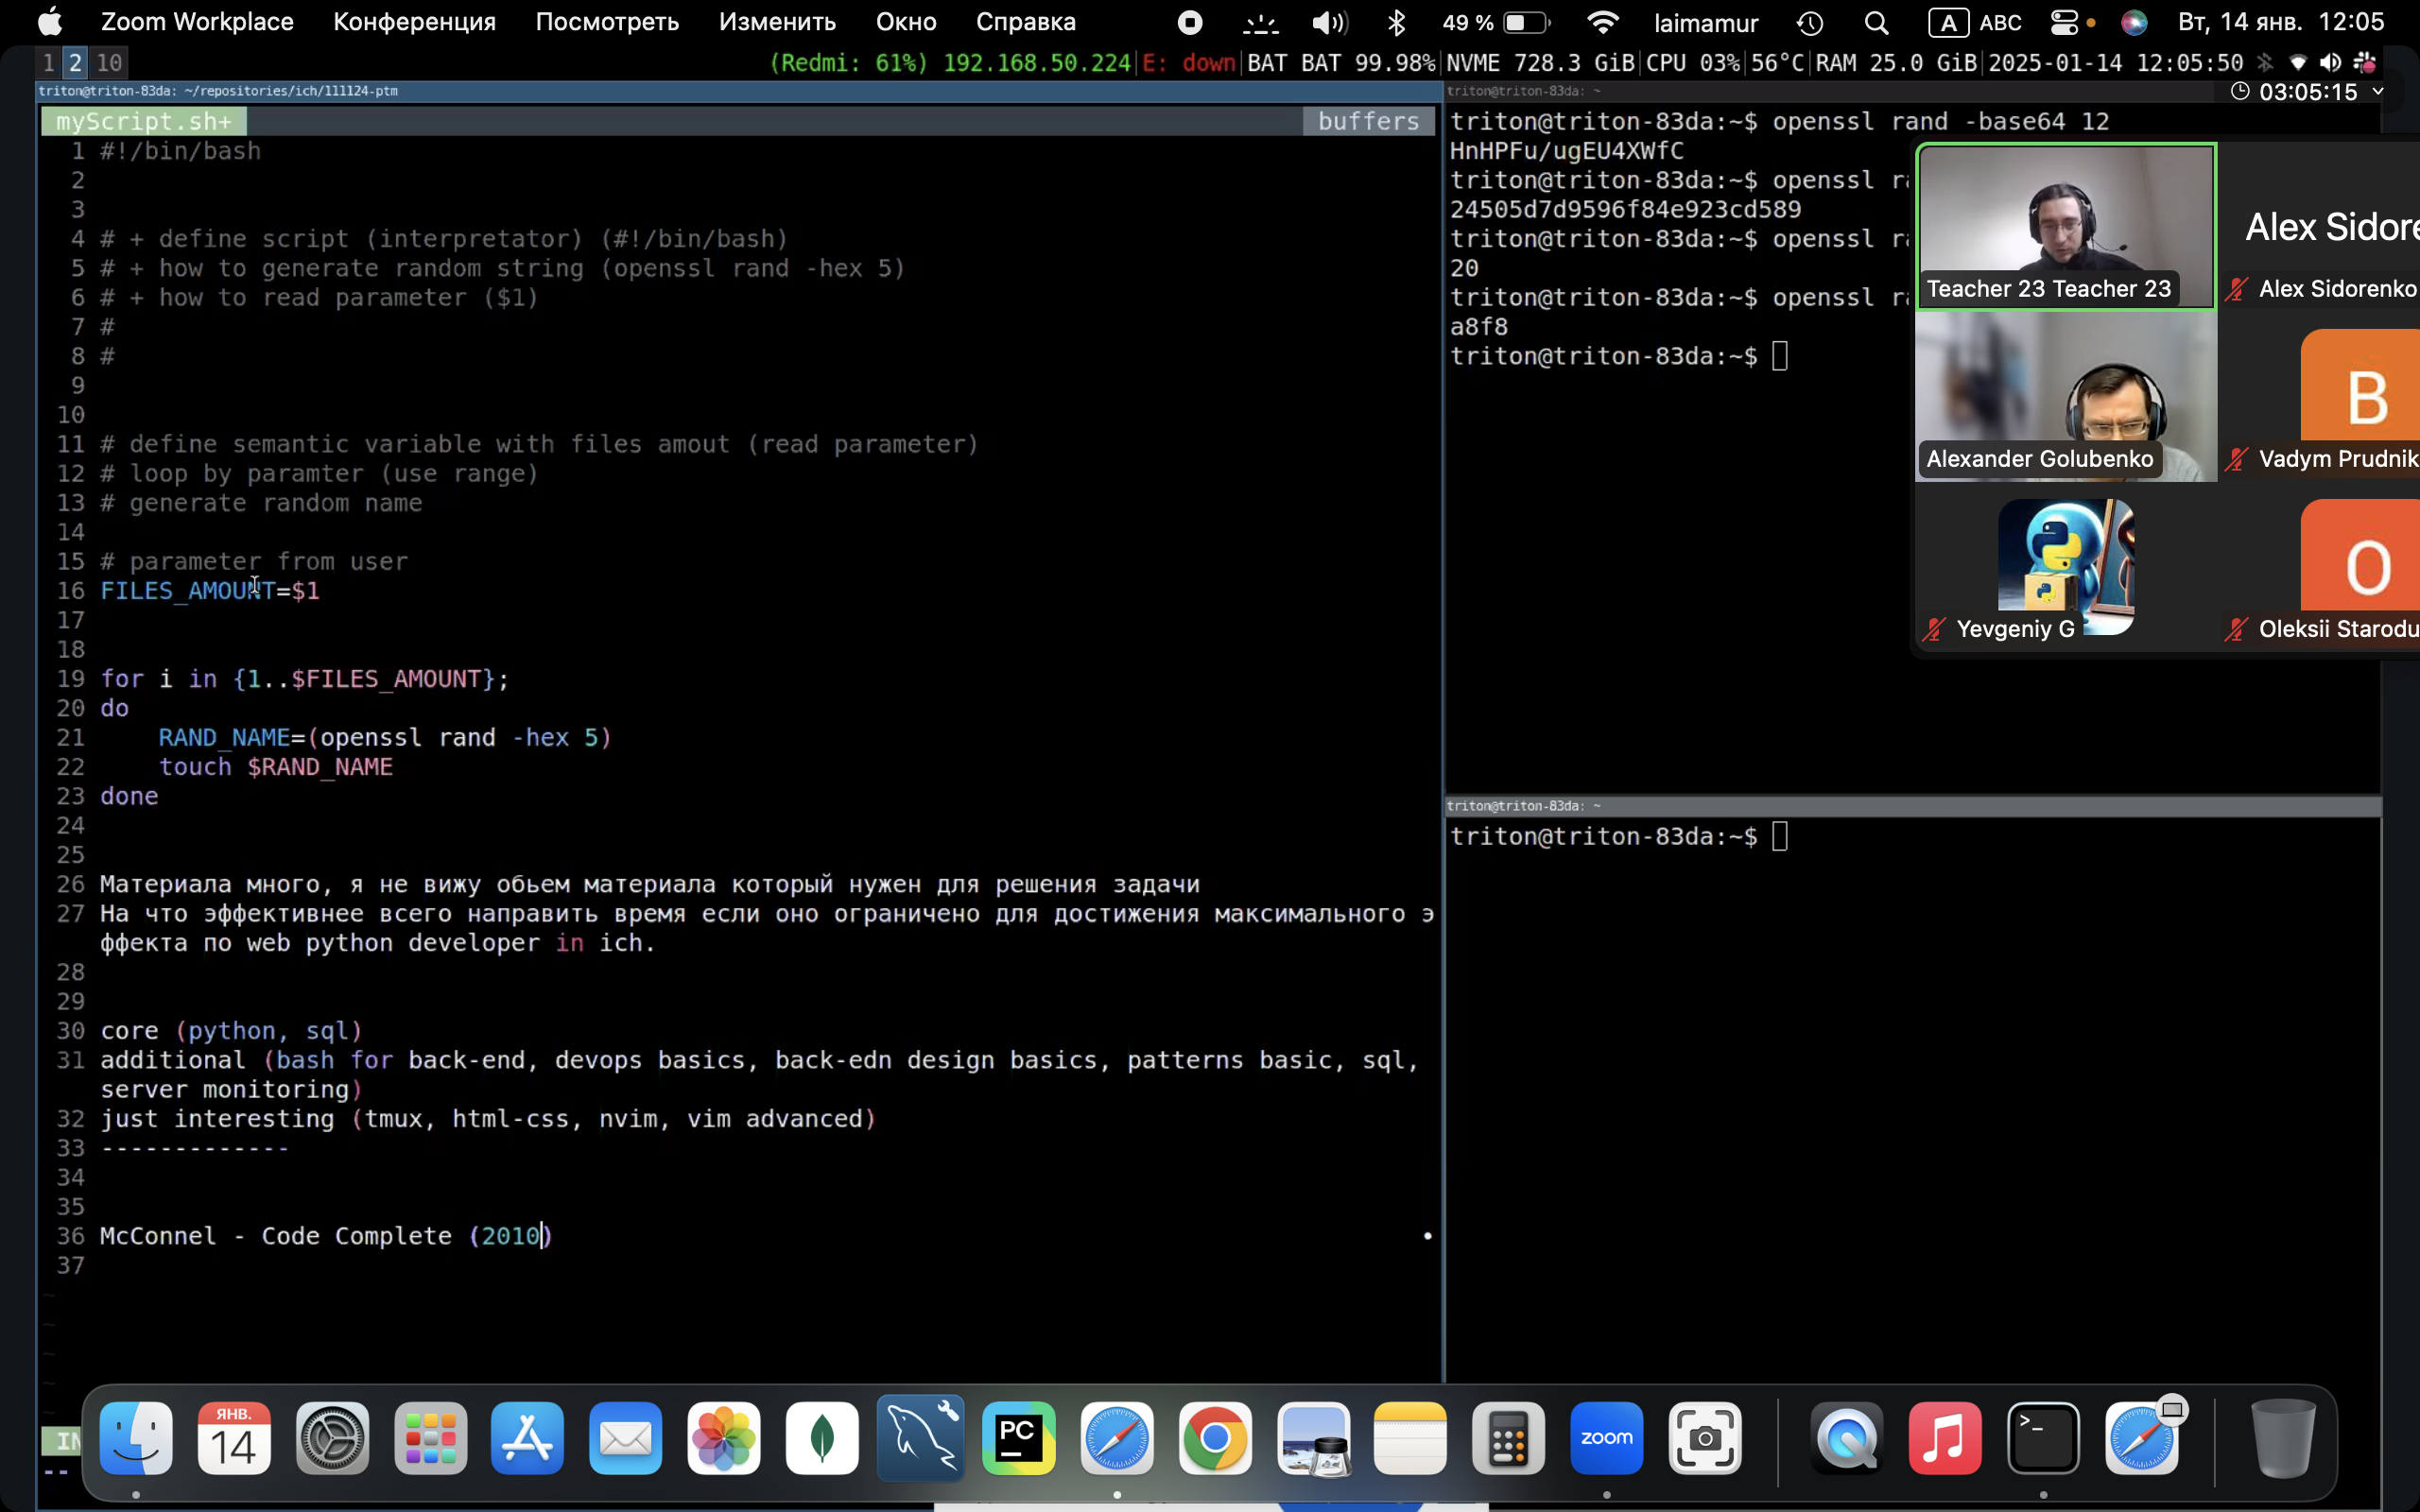 Zoom Workplace Конференция Посмотреть Изменить Окно Справка 49 % laimamur A ABC Вт, 14 янв. 12:05
1 2 10 (Redmi: 61%) 192.168.50.224 E: down BAT BAT 99.98% NVME 728.3 GiB CPU 03% 56°C RAM 25.0 GiB 2025-01-14 12:05:50
triton@triton-83da: ~/repositories/ich/111124-ptm
myScript.sh+ buffers
1 #!/bin/bash
2
3
4 # + define script (interpretator) (#!/bin/bash)
5 # + how to generate random string (openssl rand -hex 5)
6 # + how to read parameter ($1)
7 #
8 #
9
10
11 # define semantic variable with files amout (read parameter)
12 # loop by paramter (use range)
13 # generate random name
14
15 # parameter from user
16 FILES_AMOUNT=$1
17
18
19 for i in {1..$FILES_AMOUNT};
20 do
21 RAND_NAME=(openssl rand -hex 5)
22 touch $RAND_NAME
23 done
24
25
26 Материала много, я не вижу обьем материала который нужен для решения задачи
27 На что эффективнее всего направить время если оно ограничено для достижения максимального э
ффекта по web python developer in ich.
28
29
30 core (python, sql)
31 additional (bash for back-end, devops basics, back-edn design basics, patterns basic, sql,
server monitoring)
32 just interesting (tmux, html-css, nvim, vim advanced)
33 -------------
34
35
36 McConnel - Code Complete (2010)
37
~
~
~
~
IN
--
triton@triton-83da: ~
03:05:15
triton@triton-83da:~$ openssl rand -base64 12
HnHPFu/ugEU4XWfC
triton@triton-83da:~$ openssl ra
24505d7d9596f84e923cd589
triton@triton-83da:~$ openssl ra
20
triton@triton-83da:~$ openssl ra
a8f8
triton@triton-83da:~$
Teacher 23 Teacher 23
Alex Sidore
Alex Sidorenko
Alexander Golubenko
B
Vadym Prudnik
Yevgeniy G
O
Oleksii Starodu
triton@triton-83da: ~
triton@triton-83da:~$
ЯНВ.
14
PC
zoom
>_